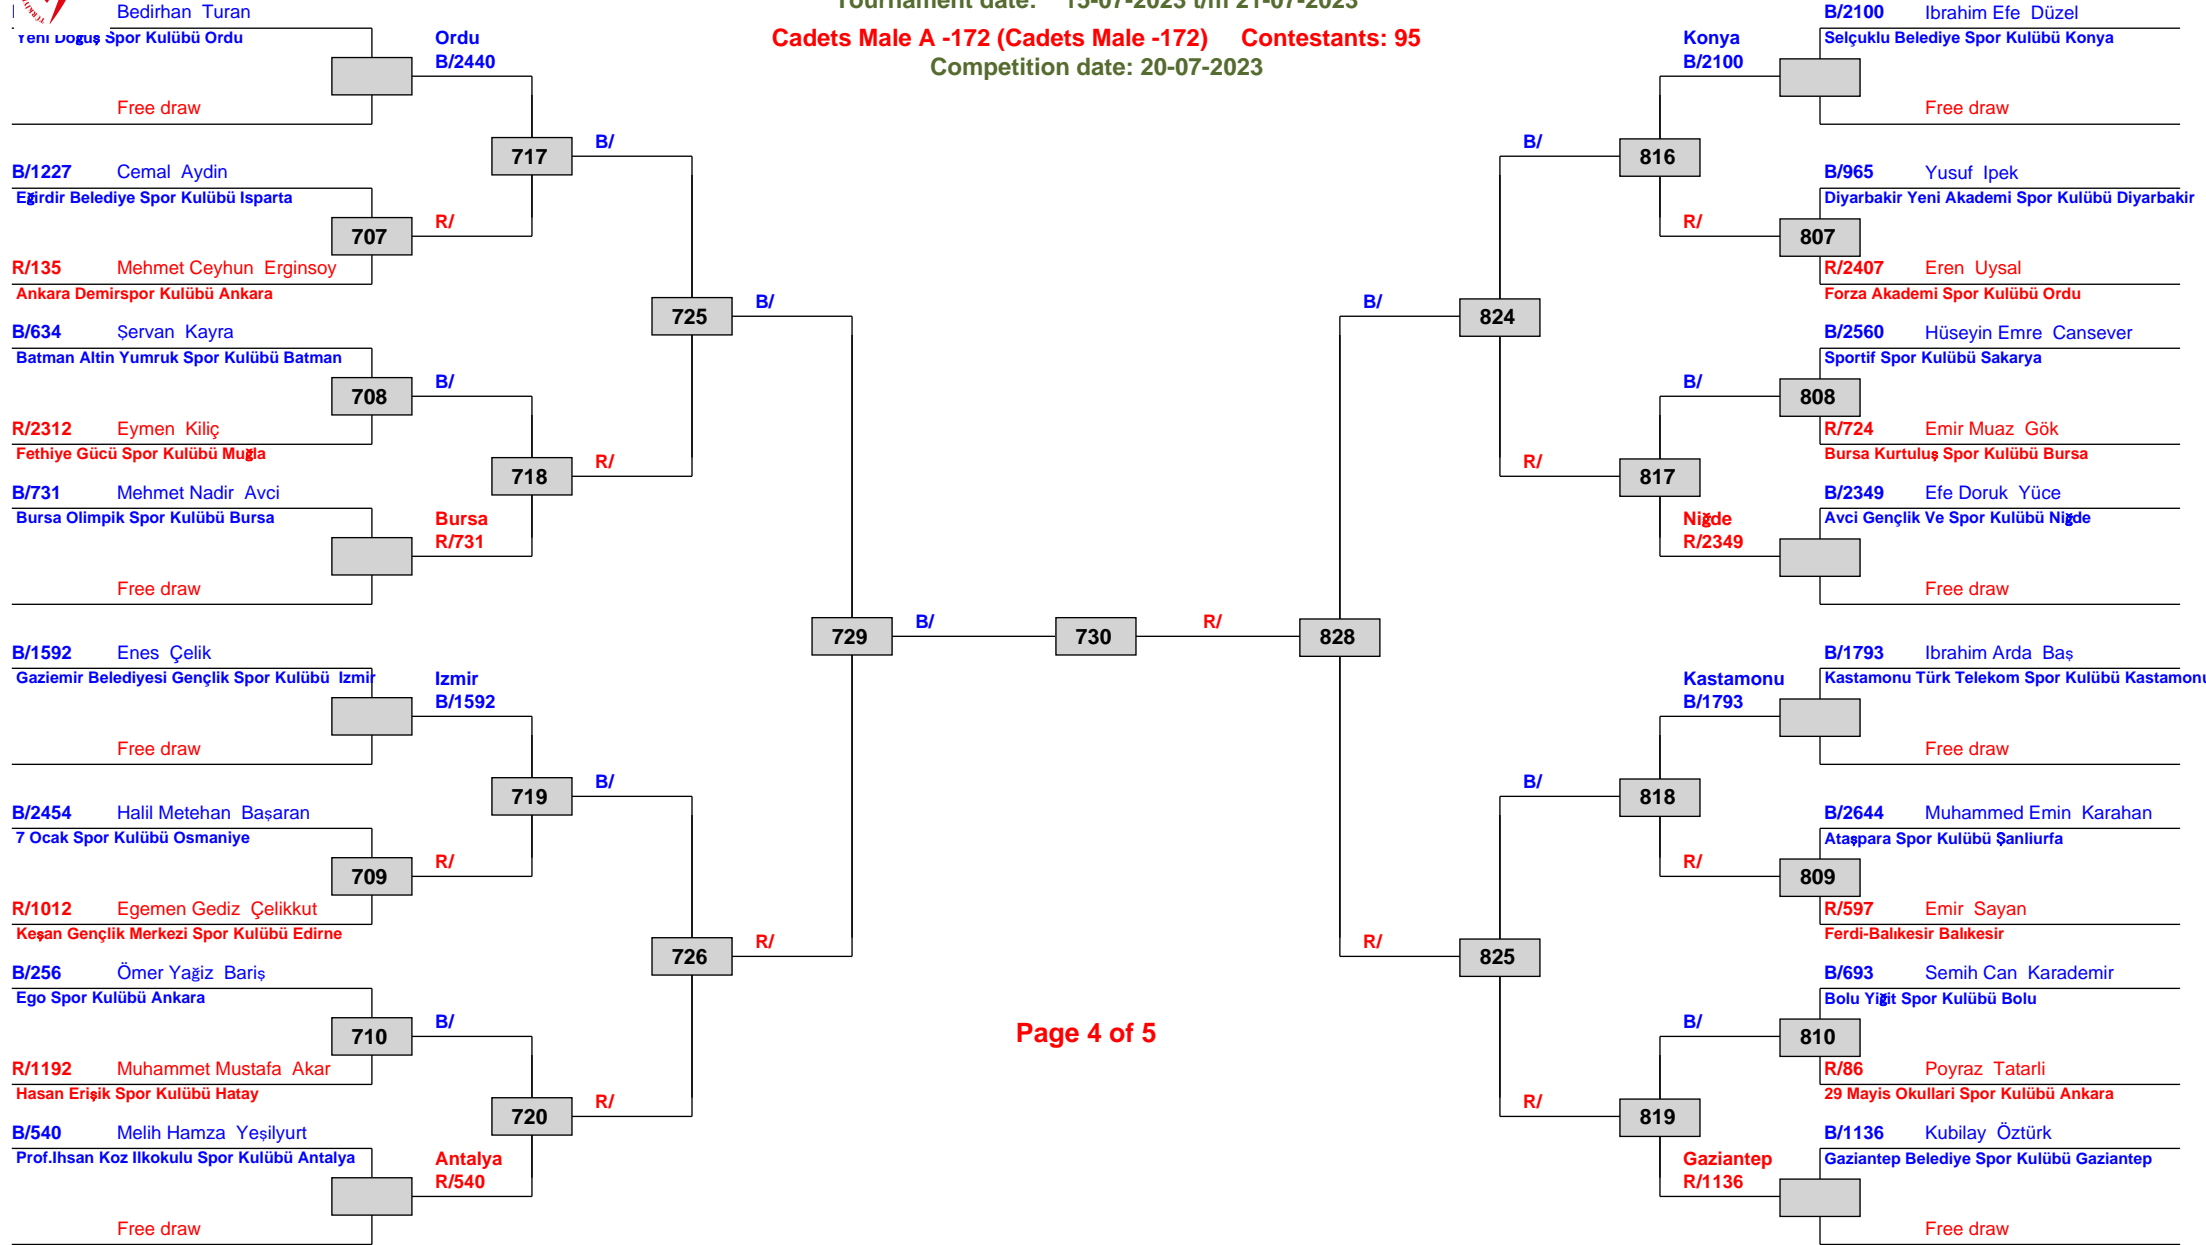 Tournament date: 15-07-2023 t/m 21-07-2023
Cadets Male A -172 (Cadets Male -172) Contestants: 95
Competition date: 20-07-2023
Bedirhan Turan
Yeni Doğuş Spor Kulübü Ordu
Free draw
Ordu
B/2440
B/1227 Cemal Aydin
Eğirdir Belediye Spor Kulübü Isparta
707
R/135 Mehmet Ceyhun Erginsoy
Ankara Demirspor Kulübü Ankara
R/
717
B/
B/634 Şervan Kayra
Batman Altin Yumruk Spor Kulübü Batman
708
R/2312 Eymen Kiliç
Fethiye Gücü Spor Kulübü Muğla
B/
B/731 Mehmet Nadir Avci
Bursa Olimpik Spor Kulübü Bursa
Free draw
Bursa
R/731
718
R/
725
B/
B/1592 Enes Çelik
Gaziemir Belediyesi Gençlik Spor Kulübü Izmir
Free draw
Izmir
B/1592
B/2454 Halil Metehan Başaran
7 Ocak Spor Kulübü Osmaniye
709
R/1012 Egemen Gediz Çelikkut
Keşan Gençlik Merkezi Spor Kulübü Edirne
R/
719
B/
B/256 Ömer Yağiz Bariş
Ego Spor Kulübü Ankara
710
R/1192 Muhammet Mustafa Akar
Hasan Erişik Spor Kulübü Hatay
B/
B/540 Melih Hamza Yeşilyurt
Prof.Ihsan Koz Ilkokulu Spor Kulübü Antalya
Free draw
Antalya
R/540
720
R/
726
R/
729
B/
730
R/
828
B/2100 Ibrahim Efe Düzel
Selçuklu Belediye Spor Kulübü Konya
Free draw
Konya
B/2100
B/965 Yusuf Ipek
Diyarbakir Yeni Akademi Spor Kulübü Diyarbakir
807
R/2407 Eren Uysal
Forza Akademi Spor Kulübü Ordu
R/
816
B/
B/2560 Hüseyin Emre Cansever
Sportif Spor Kulübü Sakarya
808
R/724 Emir Muaz Gök
Bursa Kurtuluş Spor Kulübü Bursa
B/
B/2349 Efe Doruk Yüce
Avci Gençlik Ve Spor Kulübü Niğde
Free draw
Niğde
R/2349
817
R/
824
B/
B/1793 Ibrahim Arda Baş
Kastamonu Türk Telekom Spor Kulübü Kastamonu
Free draw
Kastamonu
B/1793
B/2644 Muhammed Emin Karahan
Ataşpara Spor Kulübü Şanliurfa
809
R/597 Emir Sayan
Ferdi-Balıkesir Balıkesir
R/
818
B/
B/693 Semih Can Karademir
Bolu Yiğit Spor Kulübü Bolu
810
R/86 Poyraz Tatarli
29 Mayis Okullari Spor Kulübü Ankara
B/
B/1136 Kubilay Öztürk
Gaziantep Belediye Spor Kulübü Gaziantep
Free draw
Gaziantep
R/1136
819
R/
825
R/
Page 4 of 5